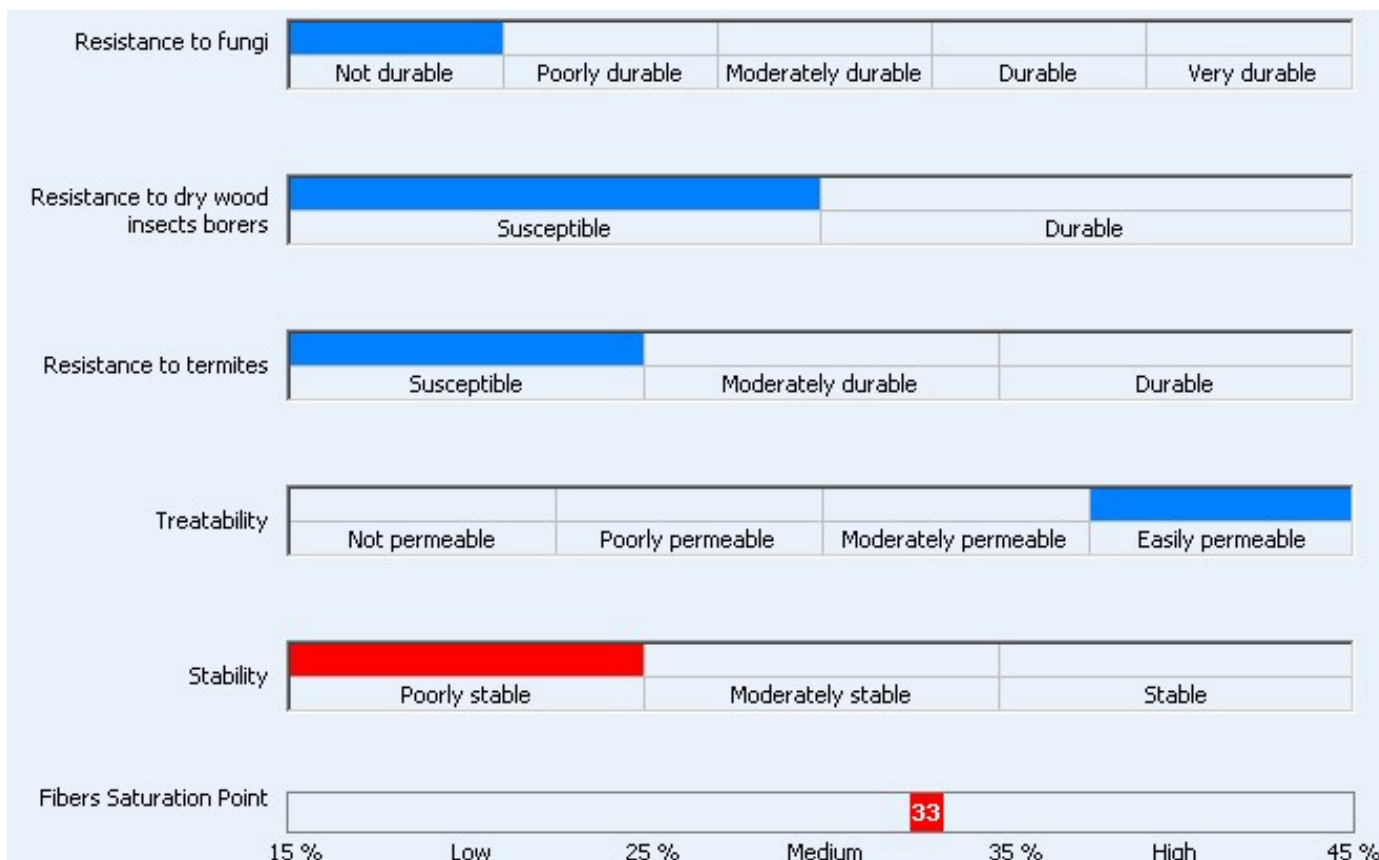 Resistance to fungi
Not durable Poorly durable Moderately durable Durable Very durable
Resistance to dry wood
insects borers
Susceptible Durable
Resistance to termites
Susceptible Moderately durable Durable
Treatability
Not permeable Poorly permeable Moderately permeable Easily permeable
Stability
Poorly stable Moderately stable Stable
Fibers Saturation Point
33
15 % Low 25 % Medium 35 % High 45 %